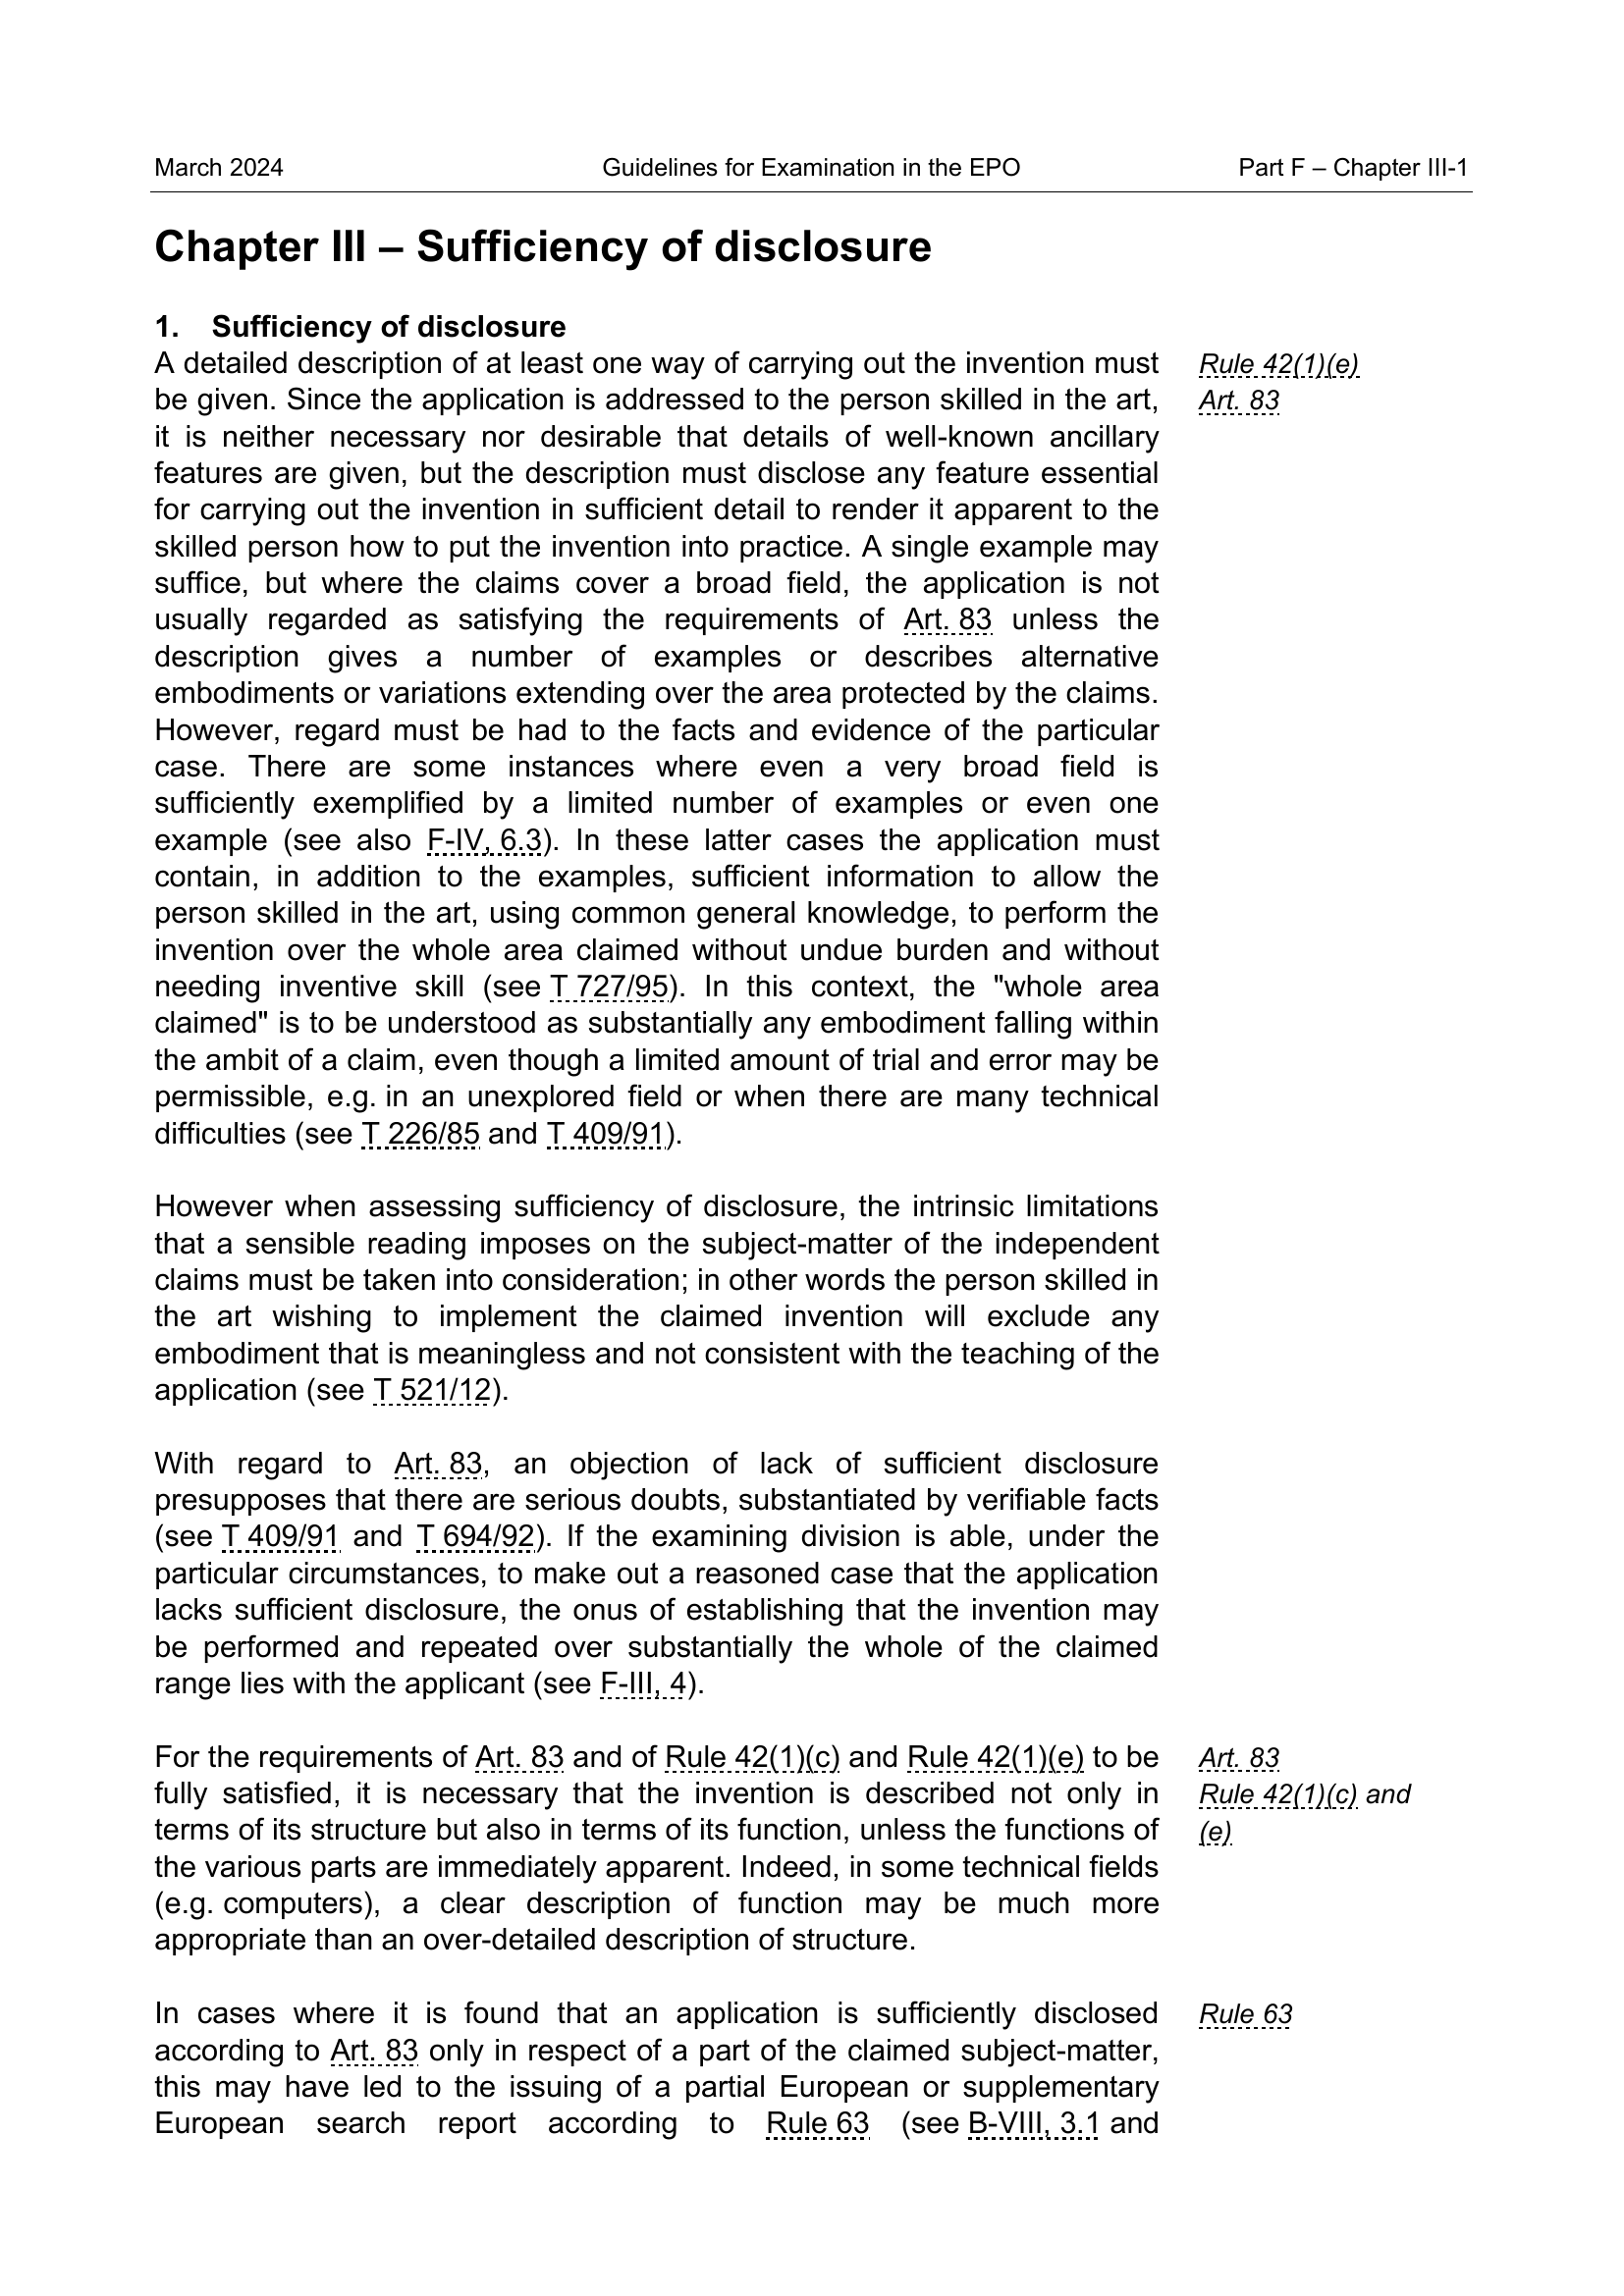 March 2024 Guidelines for Examination in the EPO Part F – Chapter III-1
Chapter III – Sufficiency of disclosure
1. Sufficiency of disclosure
A detailed description of at least one way of carrying out the invention must
be given. Since the application is addressed to the person skilled in the art,
it is neither necessary nor desirable that details of well-known ancillary
features are given, but the description must disclose any feature essential
for carrying out the invention in sufficient detail to render it apparent to the
skilled person how to put the invention into practice. A single example may
suffice, but where the claims cover a broad field, the application is not
usually regarded as satisfying the requirements of Art. 83 unless the
description gives a number of examples or describes alternative
embodiments or variations extending over the area protected by the claims.
However, regard must be had to the facts and evidence of the particular
case. There are some instances where even a very broad field is
sufficiently exemplified by a limited number of examples or even one
example (see also F-IV, 6.3). In these latter cases the application must
contain, in addition to the examples, sufficient information to allow the
person skilled in the art, using common general knowledge, to perform the
invention over the whole area claimed without undue burden and without
needing inventive skill (see T 727/95). In this context, the "whole area
claimed" is to be understood as substantially any embodiment falling within
the ambit of a claim, even though a limited amount of trial and error may be
permissible, e.g. in an unexplored field or when there are many technical
difficulties (see T 226/85 and T 409/91).
Rule 42(1)(e)
Art. 83
However when assessing sufficiency of disclosure, the intrinsic limitations
that a sensible reading imposes on the subject-matter of the independent
claims must be taken into consideration; in other words the person skilled in
the art wishing to implement the claimed invention will exclude any
embodiment that is meaningless and not consistent with the teaching of the
application (see T 521/12).
With regard to Art. 83, an objection of lack of sufficient disclosure
presupposes that there are serious doubts, substantiated by verifiable facts
(see T 409/91 and T 694/92). If the examining division is able, under the
particular circumstances, to make out a reasoned case that the application
lacks sufficient disclosure, the onus of establishing that the invention may
be performed and repeated over substantially the whole of the claimed
range lies with the applicant (see F-III, 4).
For the requirements of Art. 83 and of Rule 42(1)(c) and Rule 42(1)(e) to be
fully satisfied, it is necessary that the invention is described not only in
terms of its structure but also in terms of its function, unless the functions of
the various parts are immediately apparent. Indeed, in some technical fields
(e.g. computers), a clear description of function may be much more
appropriate than an over-detailed description of structure.
Art. 83
Rule 42(1)(c) and
(e)
In cases where it is found that an application is sufficiently disclosed
according to Art. 83 only in respect of a part of the claimed subject-matter,
this may have led to the issuing of a partial European or supplementary
European search report according to Rule 63 (see B-VIII, 3.1 and
Rule 63